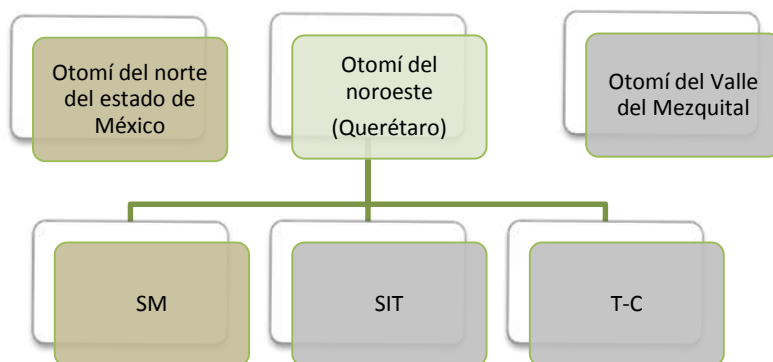 Otomí del norte
del estado de
México
Otomí del
noroeste
(Querétaro)
Otomí del Valle
del Mezquital
SM
SIT
T-C